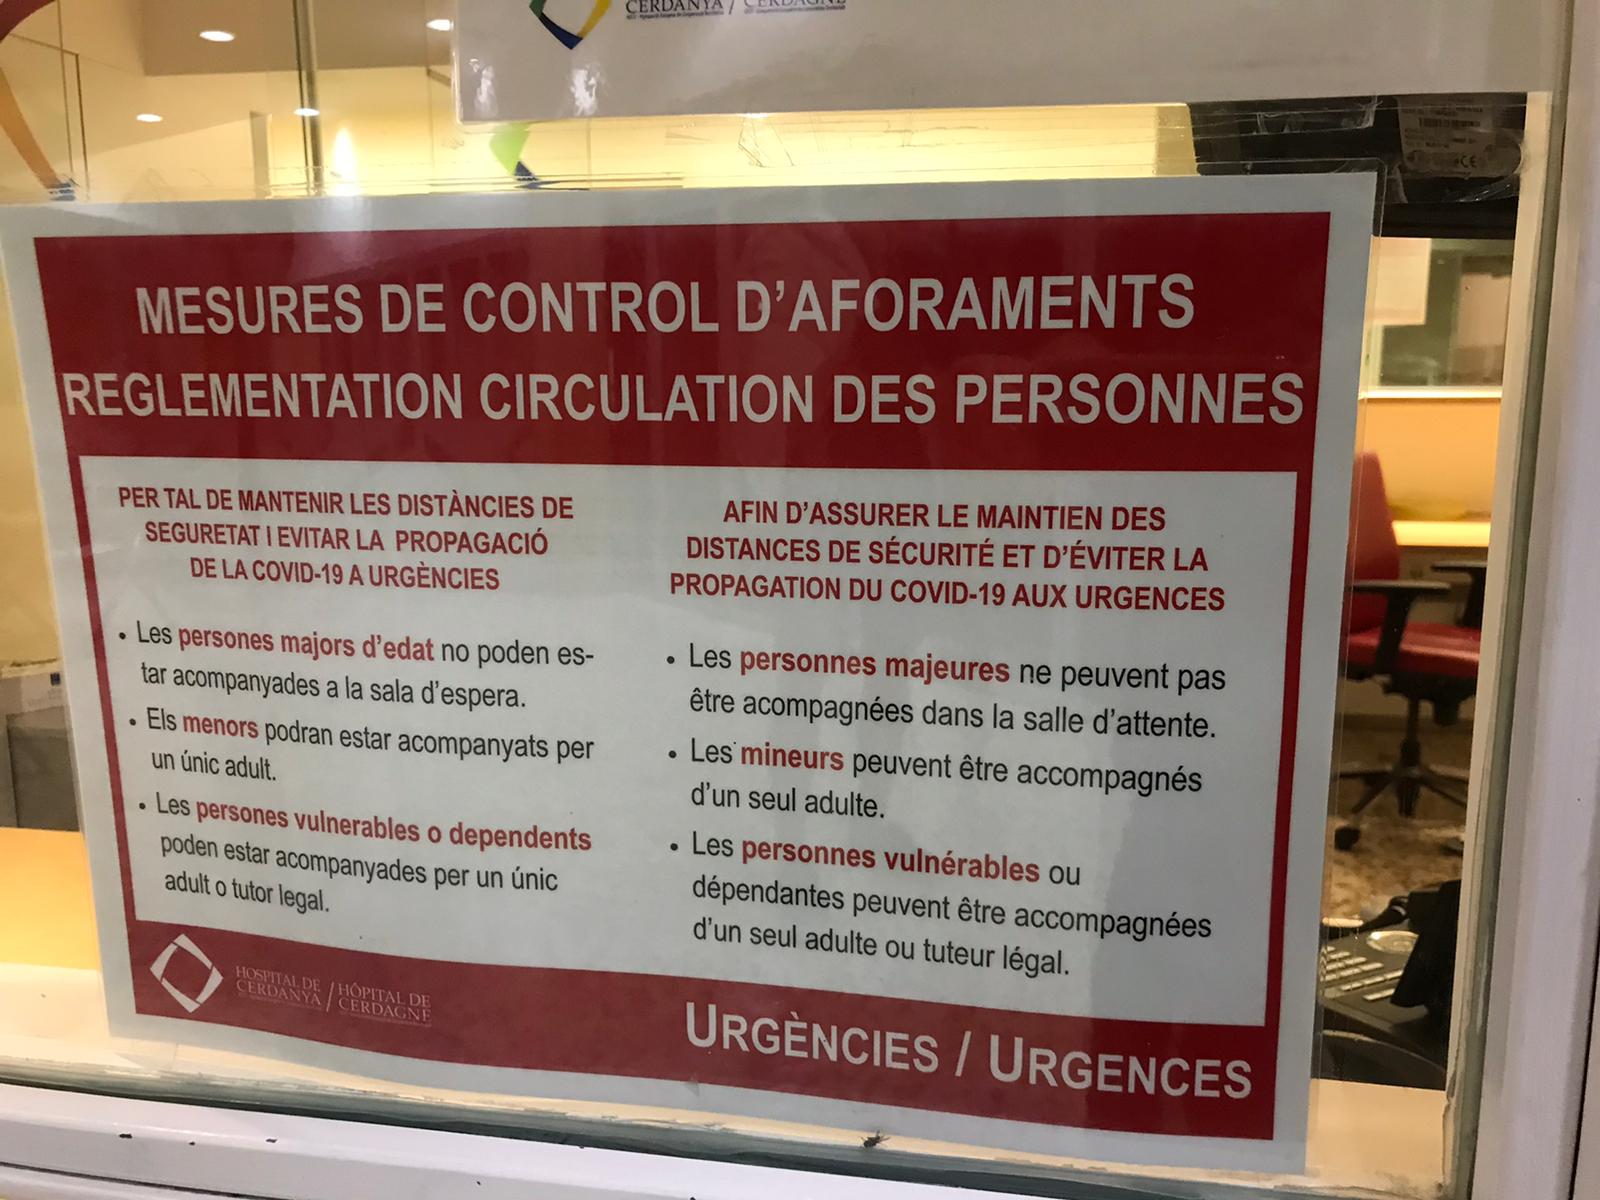 CERDANYA / CERDAGNE
MESURES DE CONTROL D'AFORAMENTS
REGLEMENTATION CIRCULATION DES PERSONNES
PER TAL DE MANTENIR LES DISTÀNCIES DE
SEGURETAT I EVITAR LA PROPAGACIÓ
DE LA COVID-19 A URGÈNCIES
• Les persones majors d'edat no poden es-
tar acompanyades a la sala d'espera.
• Els menors podran estar acompanyats per
un únic adult.
• Les persones vulnerables o dependents
poden estar acompanyades per un únic
adult o tutor legal.
AFIN D'ASSURER LE MAINTIEN DES
DISTANCES DE SÉCURITÉ ET D'ÉVITER LA
PROPAGATION DU COVID-19 AUX URGENCES
• Les personnes majeures ne peuvent pas
être acompagnées dans la salle d'attente.
• Les mineurs peuvent être accompagnés
d'un seul adulte.
• Les personnes vulnérables ou
dépendantes peuvent être accompagnées
d'un seul adulte ou tuteur légal.
HOSPITAL DE
CERDANYA / HÔPITAL DE
CERDAGNE
URGÈNCIES / URGENCES